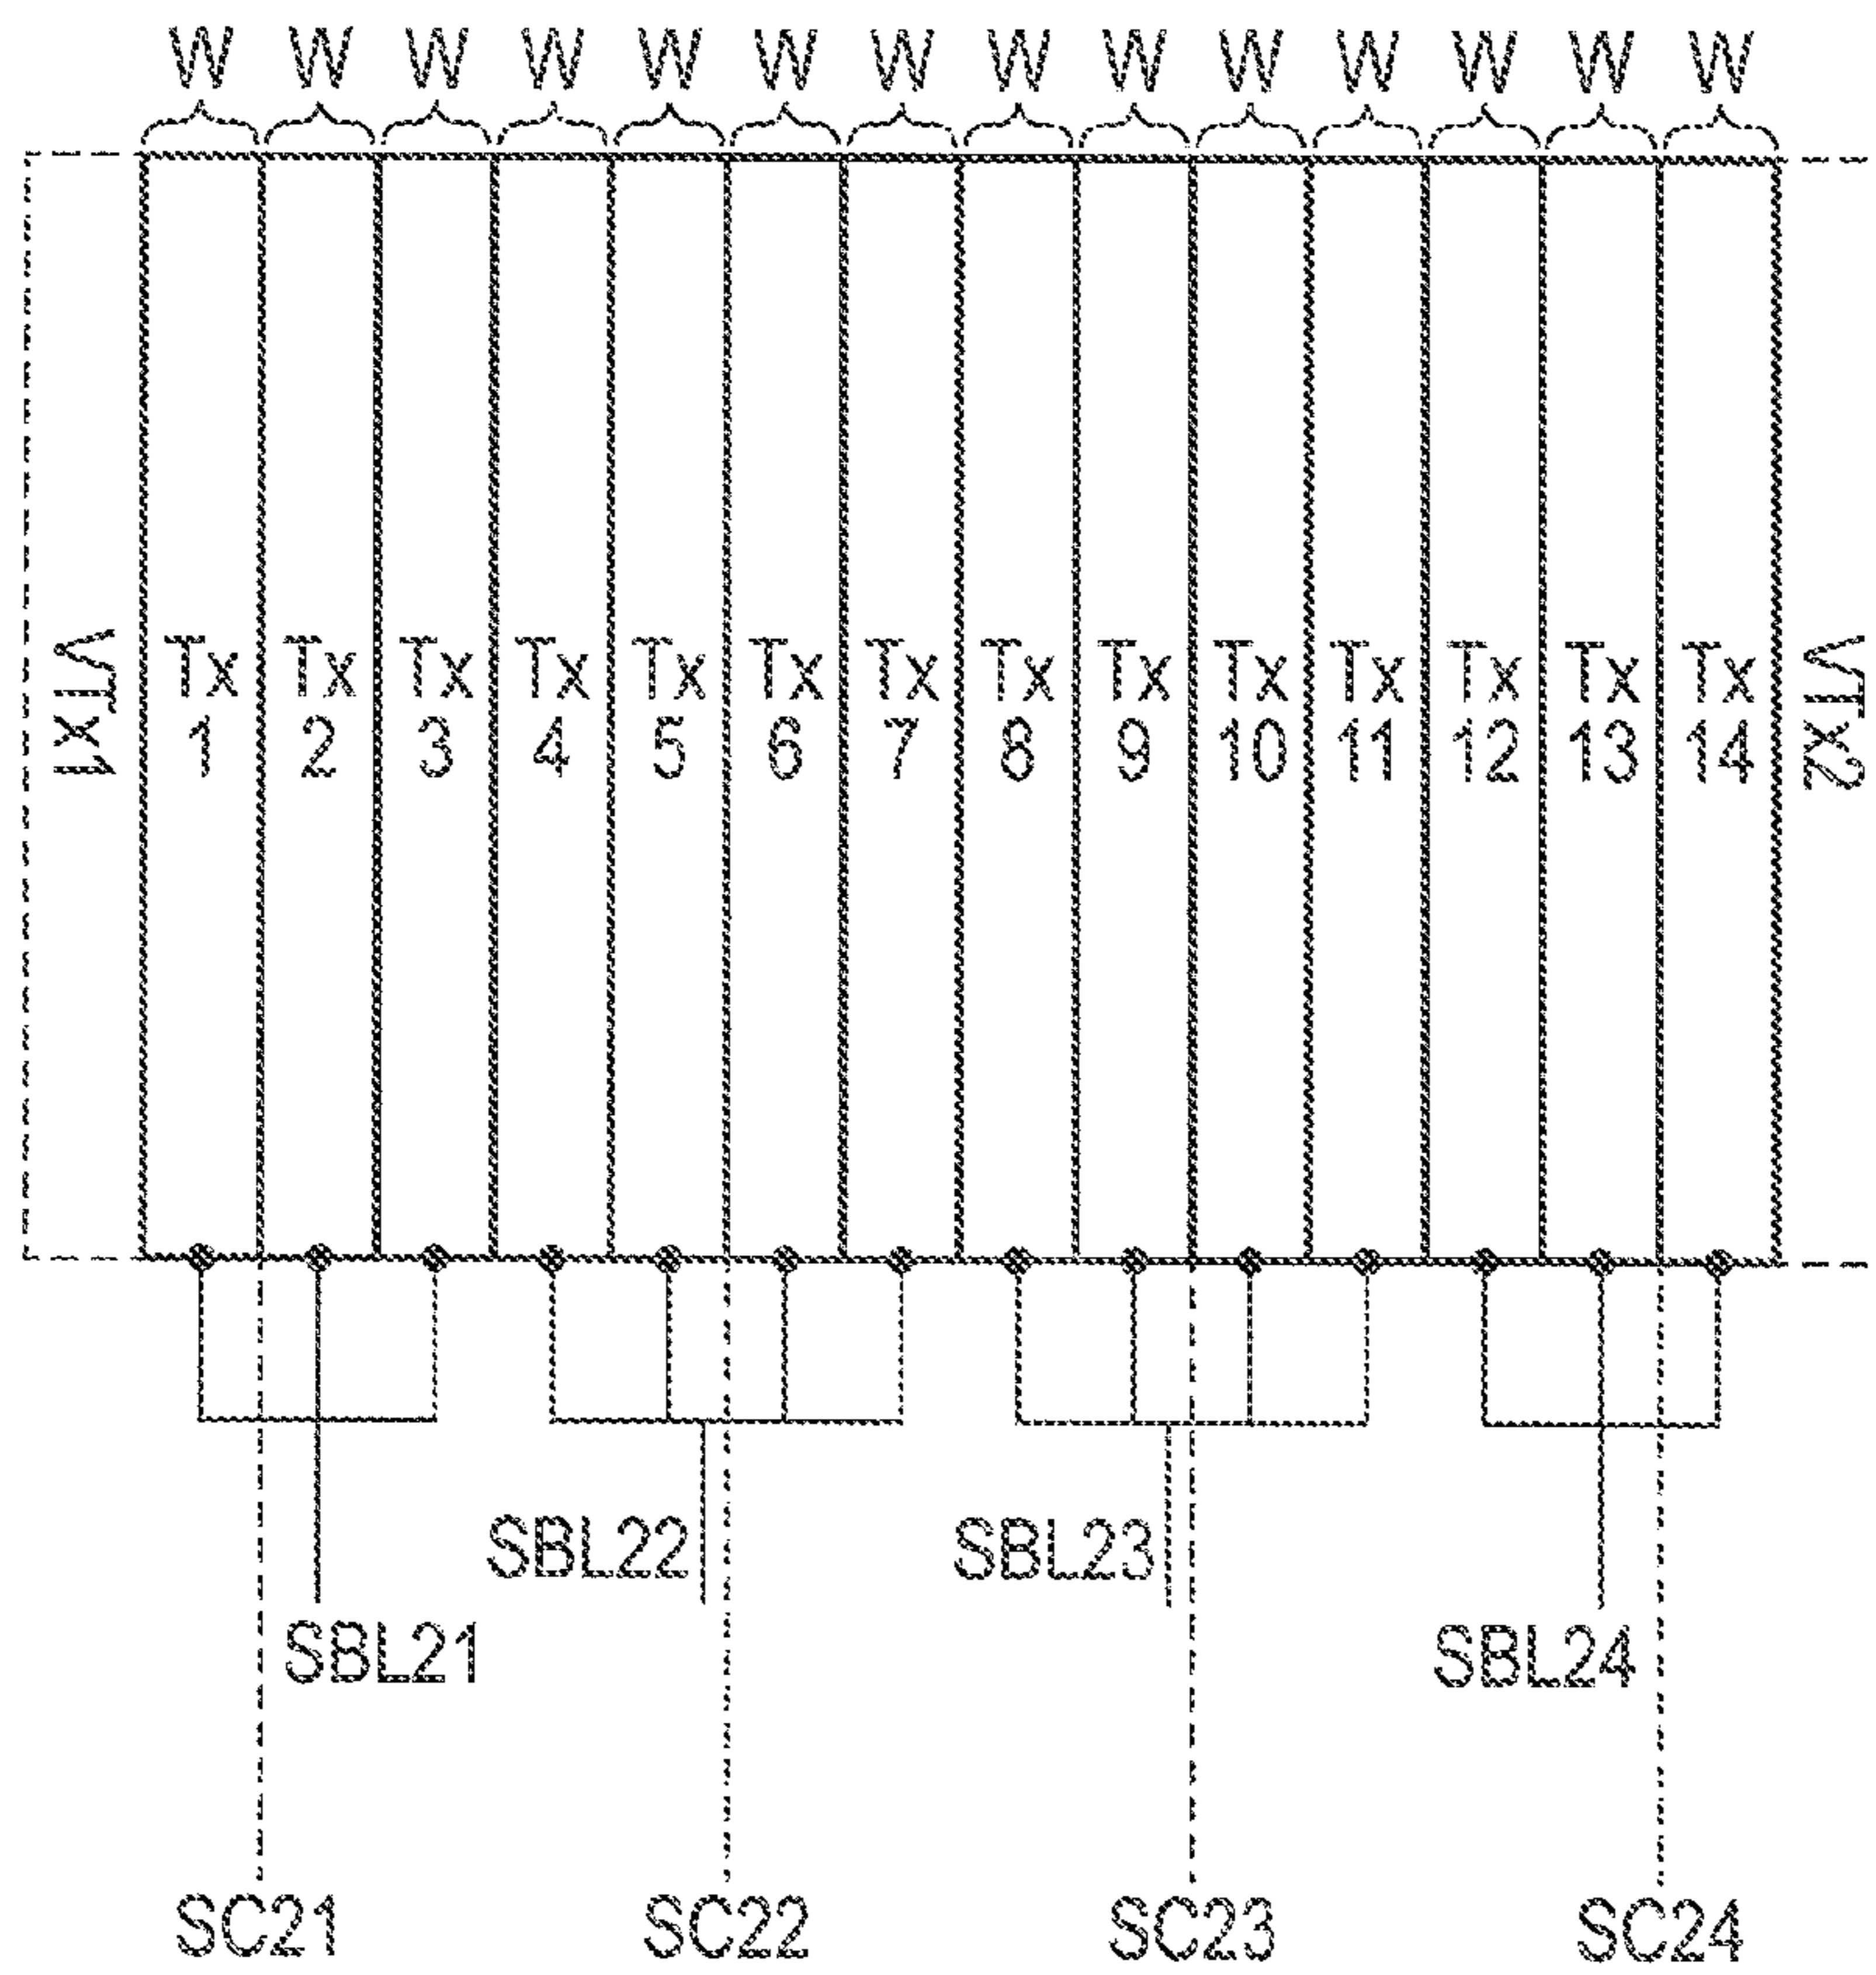 W W W W W W W W W W W W W W
VTx1 Tx 1 Tx 2 Tx 3 Tx 4 Tx 5 Tx 6 Tx 7 Tx 8 Tx 9 Tx 10 Tx 11 Tx 12 Tx 13 Tx 14 VTx2
SBL22 SBL23
SBL21 SBL24
SC21 SC22 SC23 SC24